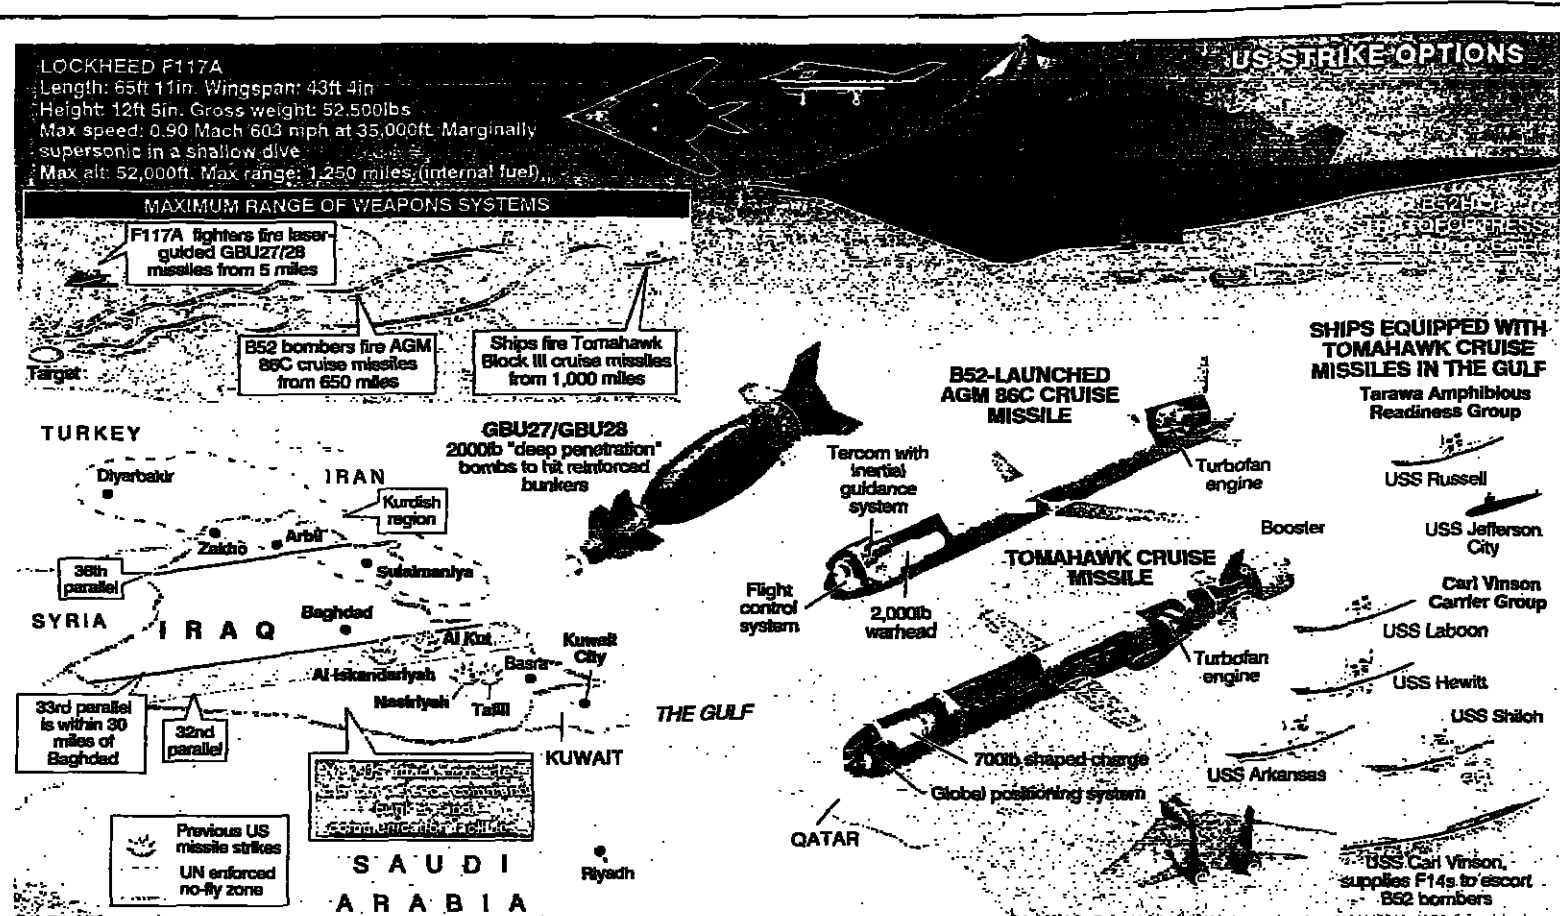 US STRIKE OPTIONS
LOCKHEED F117A
Length: 65ft 11in. Wingspan: 43ft 4in
Height: 12ft 5in. Gross weight: 52.500lbs
Max speed: 0.90 Mach 603 mph at 35,000ft. Marginally
supersonic in a shallow dive
Max alt: 52,000ft. Max range: 1,250 miles (internal fuel)
MAXIMUM RANGE OF WEAPONS SYSTEMS
F117A fighters fire laser-
guided GBU27/28
missiles from 5 miles
B52 bombers fire AGM
86C cruise missiles
from 650 miles
Ships fire Tomahawk
Block III cruise missiles
from 1,000 miles
Target
TURKEY
Diyarbakir
IRAN
Kurdish
region
Zakho
Arbil
Sulaimaniya
36th
parallel
SYRIA
IRAQ
Baghdad
Al Kut
Al-Iskandariyah
Nasiriyah
Tallil
Basra
Kuwait
City
33rd parallel
is within 30
miles of
Baghdad
32nd
parallel
KUWAIT
THE GULF
Previous US
missile strikes
UN enforced
no-fly zone
SAUDI
ARABIA
Riyadh
QATAR
GBU27/GBU28
2000lb "deep penetration"
bombs to hit reinforced
bunkers
B52-LAUNCHED
AGM 86C CRUISE
MISSILE
Tercom with
inertial
guidance
system
Turbofan
engine
Flight
control
system
2,000lb
warhead
TOMAHAWK CRUISE
MISSILE
Booster
Turbofan
engine
700lb shaped charge
Global positioning system
SHIPS EQUIPPED WITH
TOMAHAWK CRUISE
MISSILES IN THE GULF
Tarawa Amphibious
Readiness Group
USS Russell
USS Jefferson
City
Carl Vinson
Carrier Group
USS Laboon
USS Hewitt
USS Shiloh
USS Arkansas
USS Carl Vinson,
supplies F14s to escort
B52 bombers